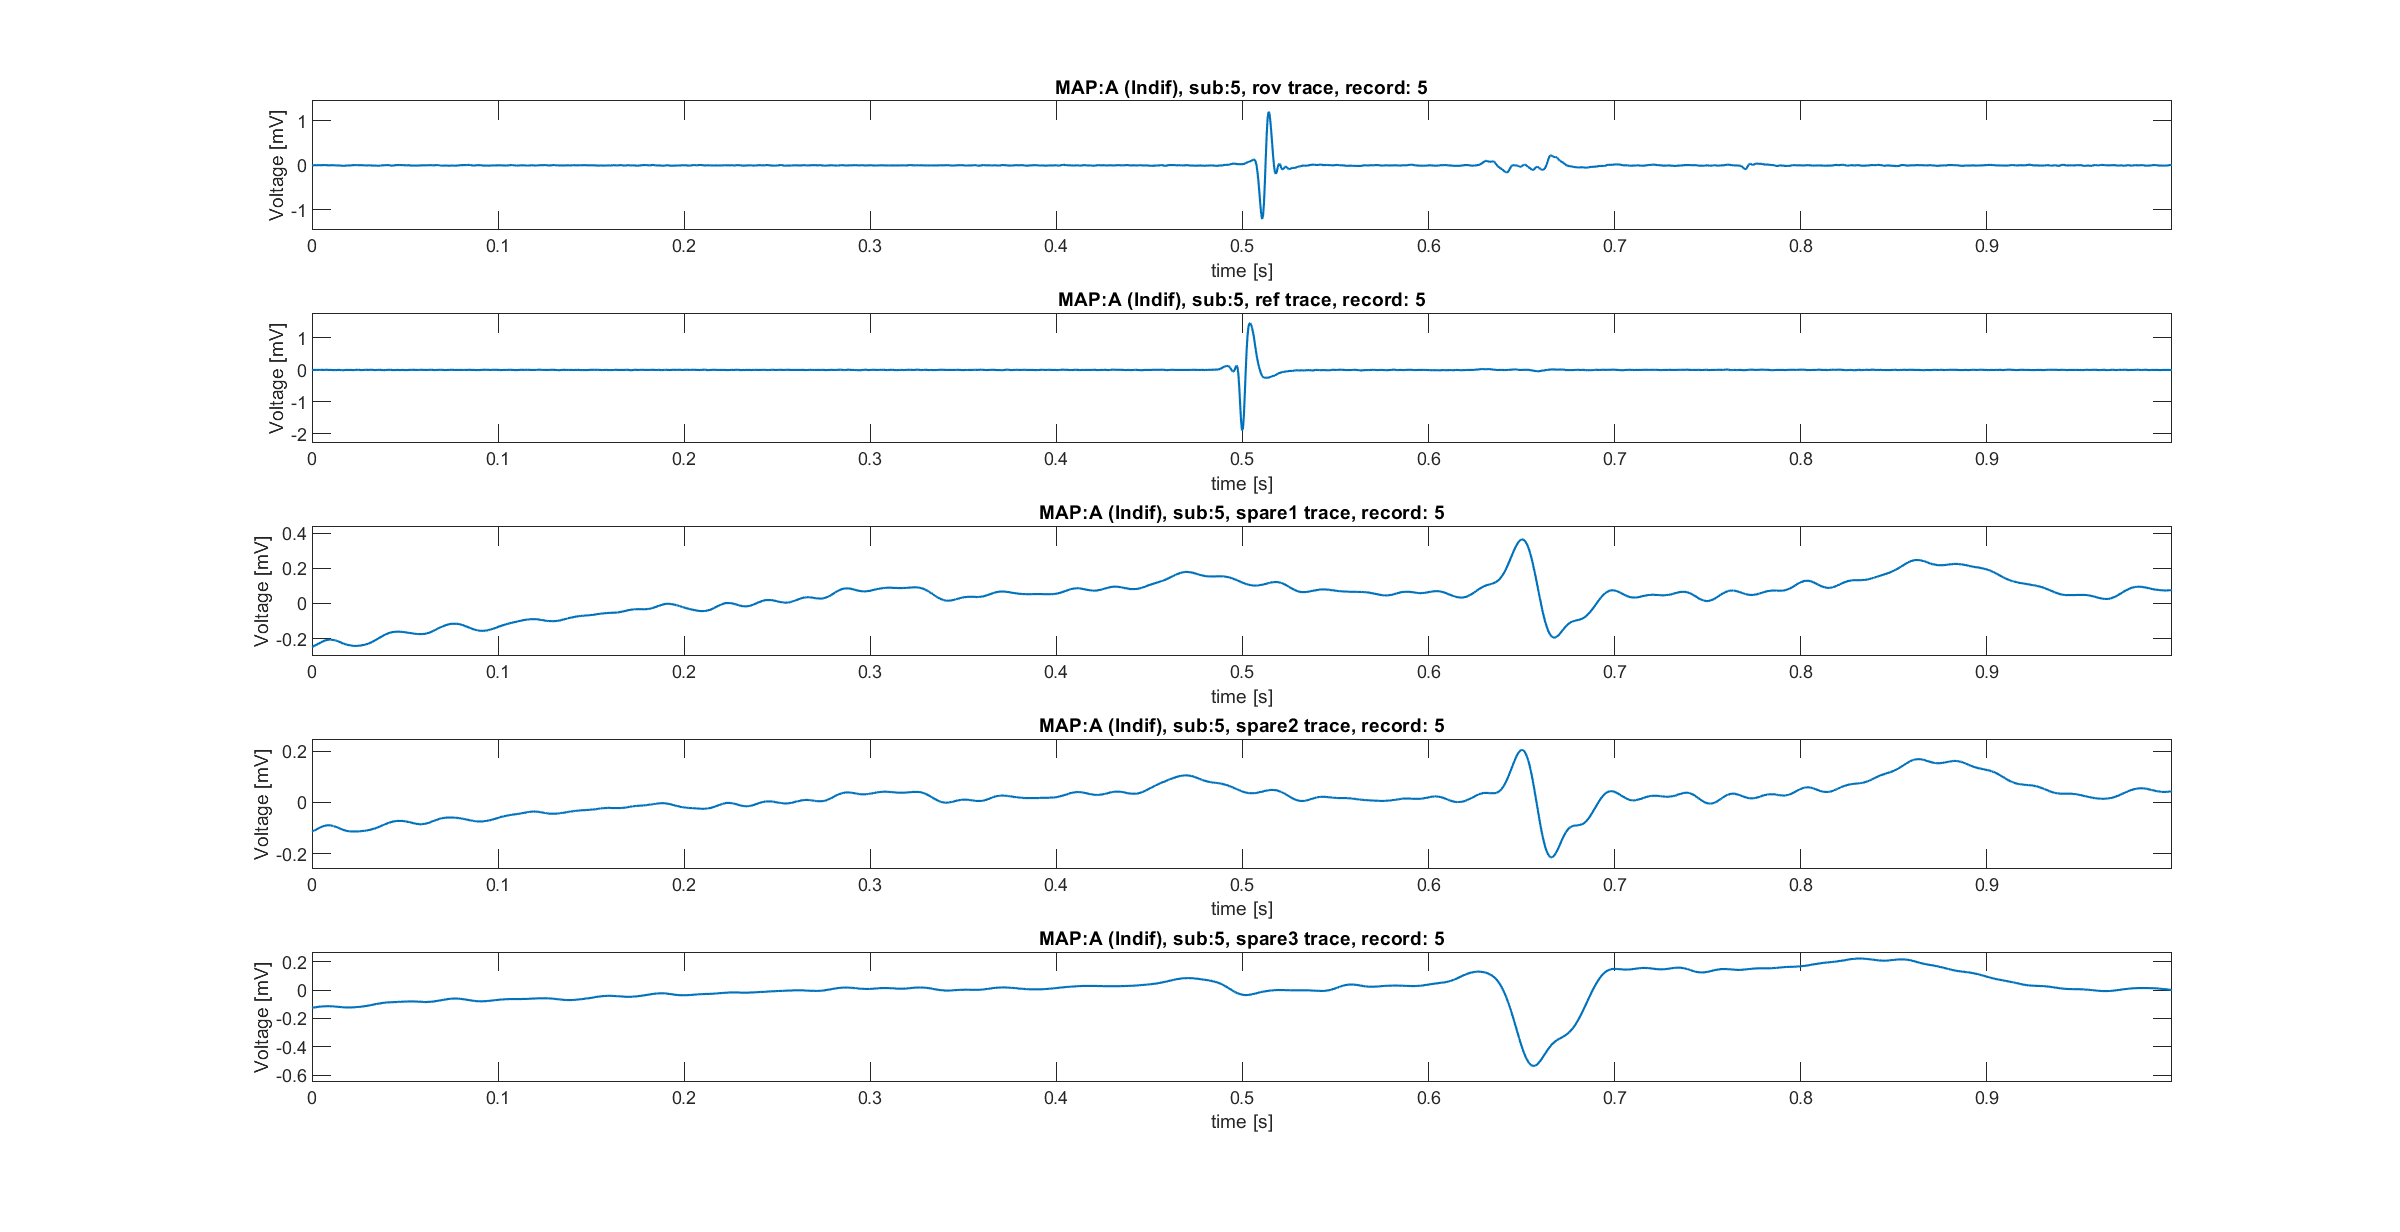 MAP:A (Indif), sub:5, rov trace, record: 5
Voltage [mV]
1
0
-1
0 0.1 0.2 0.3 0.4 0.5 0.6 0.7 0.8 0.9
time [s]
MAP:A (Indif), sub:5, ref trace, record: 5
Voltage [mV]
1
0
-1
-2
0 0.1 0.2 0.3 0.4 0.5 0.6 0.7 0.8 0.9
time [s]
MAP:A (Indif), sub:5, spare1 trace, record: 5
Voltage [mV]
0.4
0.2
0
-0.2
0 0.1 0.2 0.3 0.4 0.5 0.6 0.7 0.8 0.9
time [s]
MAP:A (Indif), sub:5, spare2 trace, record: 5
Voltage [mV]
0.2
0
-0.2
0 0.1 0.2 0.3 0.4 0.5 0.6 0.7 0.8 0.9
time [s]
MAP:A (Indif), sub:5, spare3 trace, record: 5
Voltage [mV]
0.2
0
-0.2
-0.4
-0.6
0 0.1 0.2 0.3 0.4 0.5 0.6 0.7 0.8 0.9
time [s]